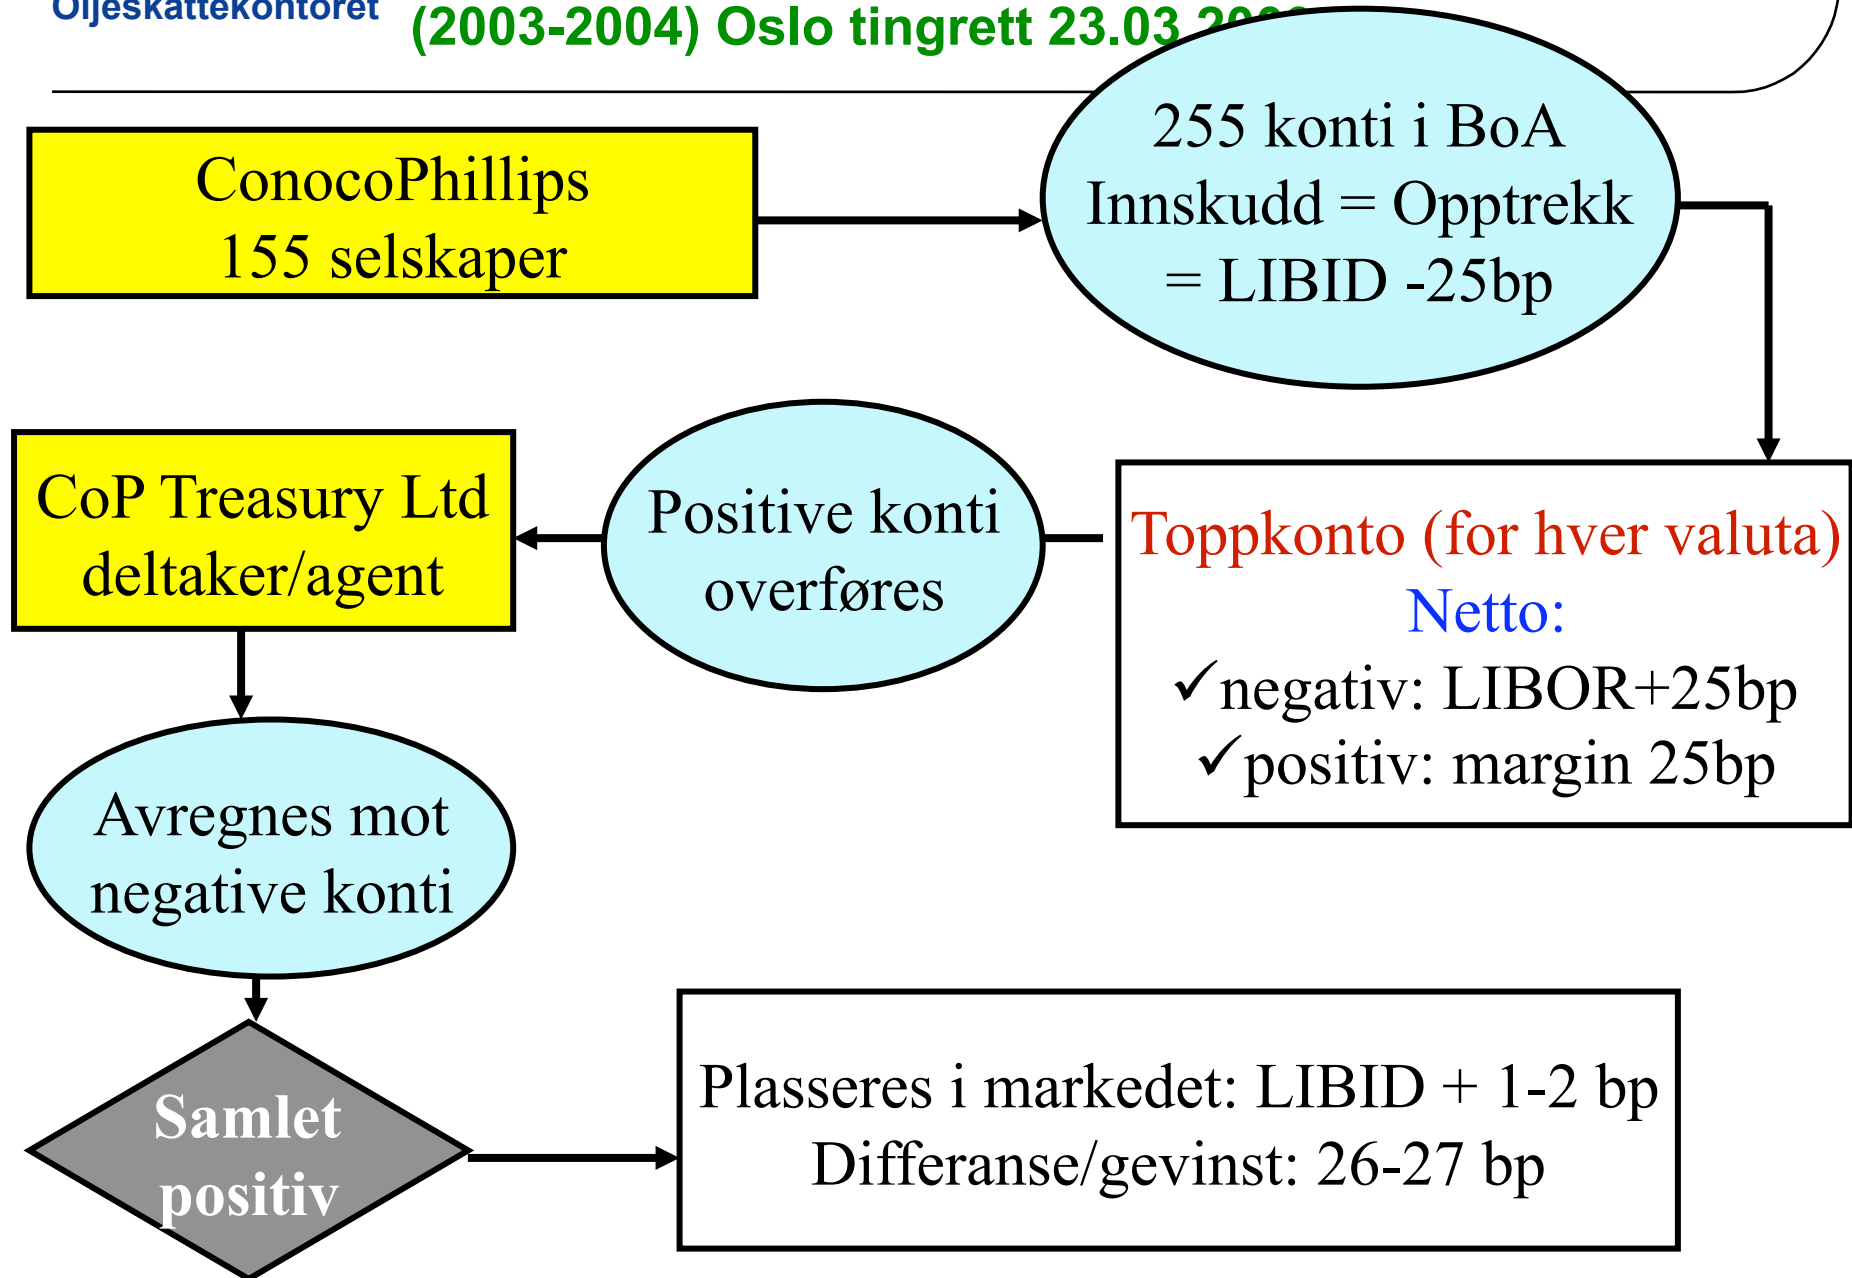 Oljeskattekontoret
(2003-2004) Oslo tingrett 23.03
255 konti i BoA
Innskudd = Opptrekk
= LIBID -25bp
ConocoPhillips
155 selskaper
Toppkonto (for hver valuta)
Netto:
✓negativ: LIBOR+25bp
✓positiv: margin 25bp
Positive konti
overføres
CoP Treasury Ltd
deltaker/agent
Avregnes mot
negative konti
Samlet
positiv
Plasseres i markedet: LIBID + 1-2 bp
Differanse/gevinst: 26-27 bp